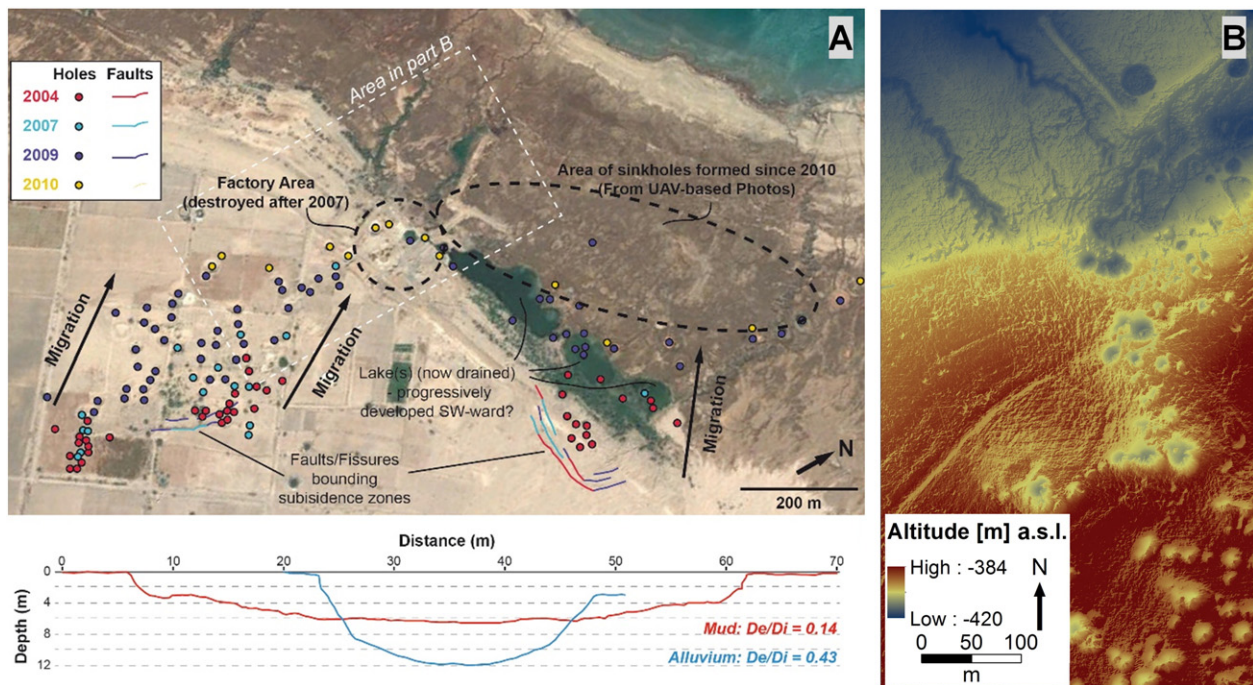 A
Holes Faults
2004
2007
2009
2010
Area in part B
Factory Area
(destroyed after 2007)
Area of sinkholes formed since 2010
(From UAV-based Photos)
Migration
Migration
Migration
Lake(s) (now drained)
- progressively
developed SW-ward?
Faults/Fissures
bounding
subisidence zones
N
200 m
Distance (m)
0 10 20 30 40 50 60 70
Depth (m)
0
4
8
12
Mud: De/Di = 0.14
Alluvium: De/Di = 0.43
B
Altitude [m] a.s.l.
High : -384
Low : -420
N
0 50 100
m